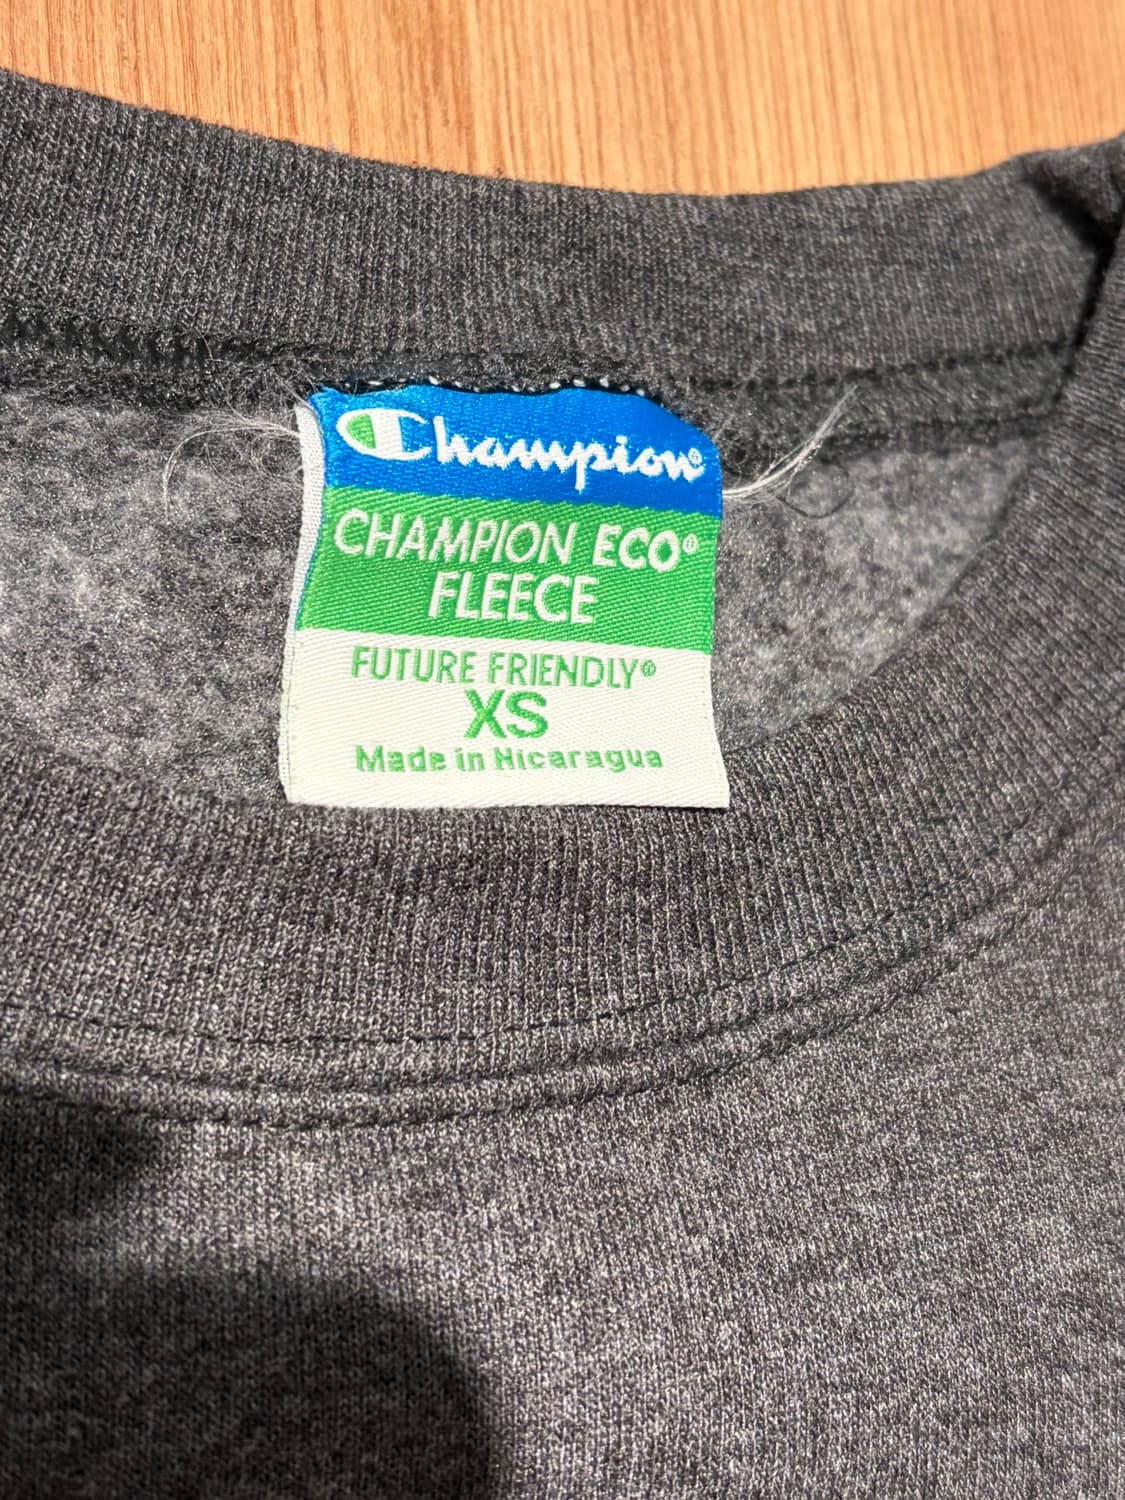 Champion®
CHAMPION ECO®
FLEECE
FUTURE FRIENDLY®
XS
Made in Nicaragua